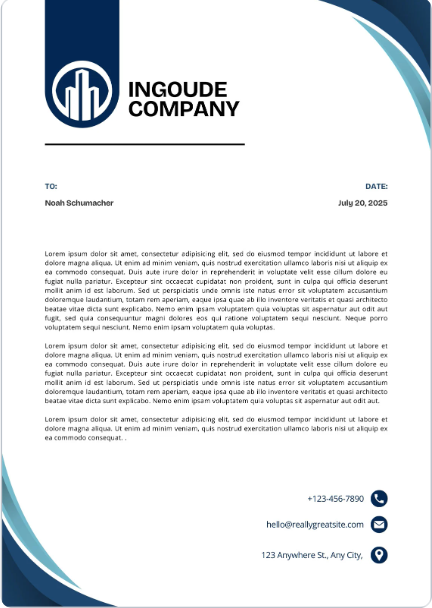 INGOUDE
COMPANY
TO:
DATE:
Noah Schumacher
July 20, 2025
Lorem ipsum dolor sit amet, consectetur adipisicing elit, sed do eiusmod tempor incididunt ut labore et
dolore magna aliqua. Ut enim ad minim veniam, quis nostrud exercitation ullamco laboris nisi ut aliquip ex
ea commodo consequat. Duis aute irure dolor in reprehenderit in voluptate velit esse cillum dolore eu
fugiat nulla pariatur. Excepteur sint occaecat cupidatat non proident, sunt in culpa qui officia deserunt
mollit anim id est laborum. Sed ut perspiciatis unde omnis iste natus error sit voluptatem accusantium
doloremque laudantium, totam rem aperiam, eaque ipsa quae ab illo inventore veritatis et quasi architecto
beatae vitae dicta sunt explicabo. Nemo enim ipsam voluptatem quia voluptas sit aspernatur aut odit aut
fugit, sed quia consequuntur magni dolores eos qui ratione voluptatem sequi nesciunt. Neque porro
voluptatem sequi nesciunt. Nemo enim ipsam voluptatem quia voluptas.
Lorem ipsum dolor sit amet, consectetur adipisicing elit, sed do eiusmod tempor incididunt ut labore et
dolore magna aliqua. Ut enim ad minim veniam, quis nostrud exercitation ullamco laboris nisi ut aliquip ex
ea commodo consequat. Duis aute irure dolor in reprehenderit in voluptate velit esse cillum dolore eu
fugiat nulla pariatur. Excepteur sint occaecat cupidatat non proident, sunt in culpa qui officia deserunt
mollit anim id est laborum. Sed ut perspiciatis unde omnis iste natus error sit voluptatem accusantium
doloremque laudantium, totam rem aperiam, eaque ipsa quae ab illo inventore veritatis et quasi architecto
beatae vitae dicta sunt explicabo. Nemo enim ipsam voluptatem quia voluptas sit aspernatur aut odit aut.
Lorem ipsum dolor sit amet, consectetur adipisicing elit, sed do eiusmod tempor incididunt ut labore et
dolore magna aliqua. Ut enim ad minim veniam, quis nostrud exercitation ullamco laboris nisi ut aliquip ex
ea commodo consequat. .
+123-456-7890
hello@reallygreatsite.com
123 Anywhere St., Any City,